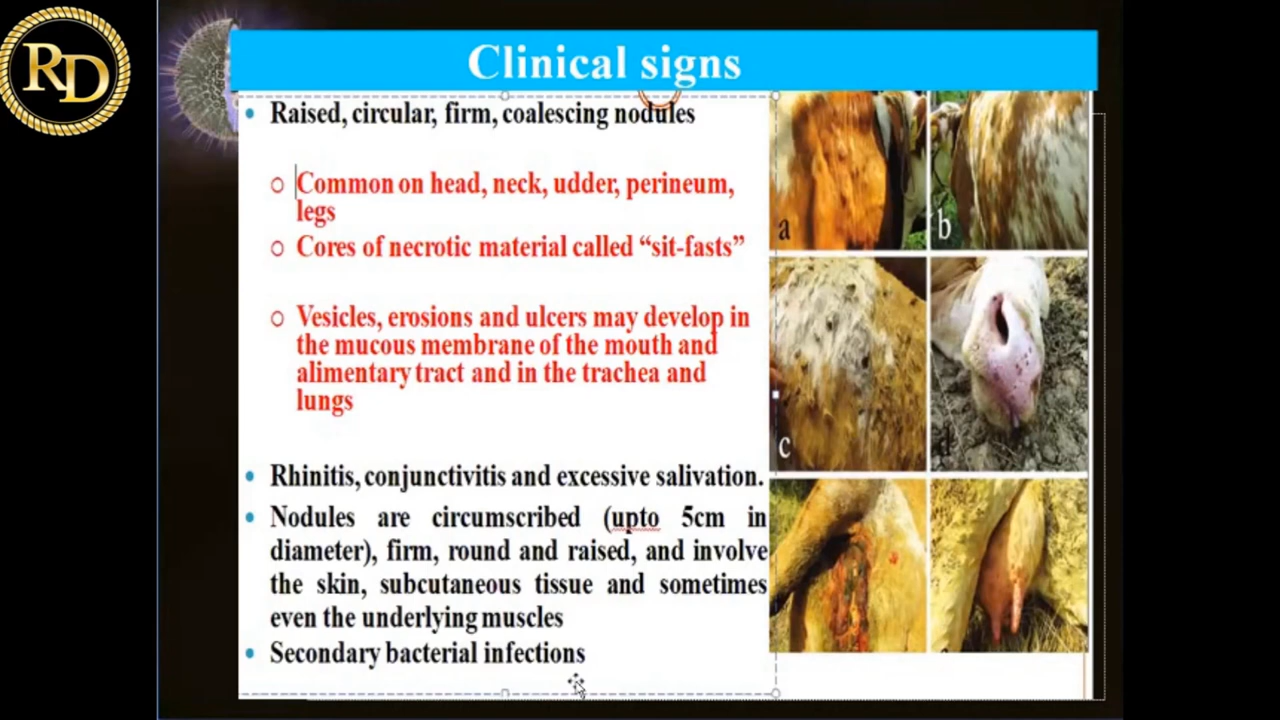 RD
Clinical signs
• Raised, circular, firm, coalescing nodules
○ Common on head, neck, udder, perineum,
legs
○ Cores of necrotic material called “sit-fasts”
○ Vesicles, erosions and ulcers may develop in
the mucous membrane of the mouth and
alimentary tract and in the trachea and
lungs
• Rhinitis, conjunctivitis and excessive salivation.
• Nodules are circumscribed (upto 5cm in
diameter), firm, round and raised, and involve
the skin, subcutaneous tissue and sometimes
even the underlying muscles
• Secondary bacterial infections
a
b
c